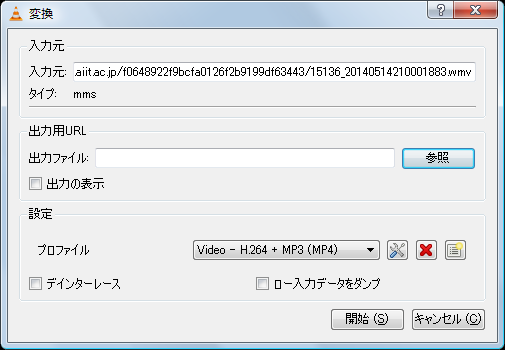 変換
入力元
入力元: .aiit.ac.jp/f0648922f9bcfa0126f2b9199df63443/15136_20140514210001883.wmv
タイプ: mms
出力用URL
出力ファイル: 参照
出力の表示
設定
プロファイル Video - H.264 + MP3 (MP4)
デインターレース ロー入力データをダンプ
開始 (S) キャンセル (C)